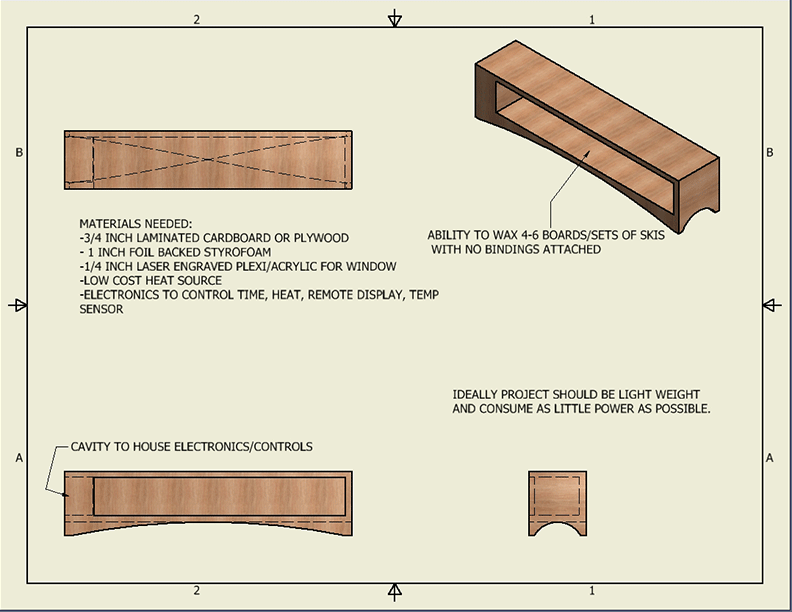 2
1
B
B
MATERIALS NEEDED:
-3/4 INCH LAMINATED CARDBOARD OR PLYWOOD
- 1 INCH FOIL BACKED STYROFOAM
-1/4 INCH LASER ENGRAVED PLEXI/ACRYLIC FOR WINDOW
-LOW COST HEAT SOURCE
-ELECTRONICS TO CONTROL TIME, HEAT, REMOTE DISPLAY, TEMP
SENSOR
ABILITY TO WAX 4-6 BOARDS/SETS OF SKIS
WITH NO BINDINGS ATTACHED
IDEALLY PROJECT SHOULD BE LIGHT WEIGHT
AND CONSUME AS LITTLE POWER AS POSSIBLE.
CAVITY TO HOUSE ELECTRONICS/CONTROLS
A
A
2
1